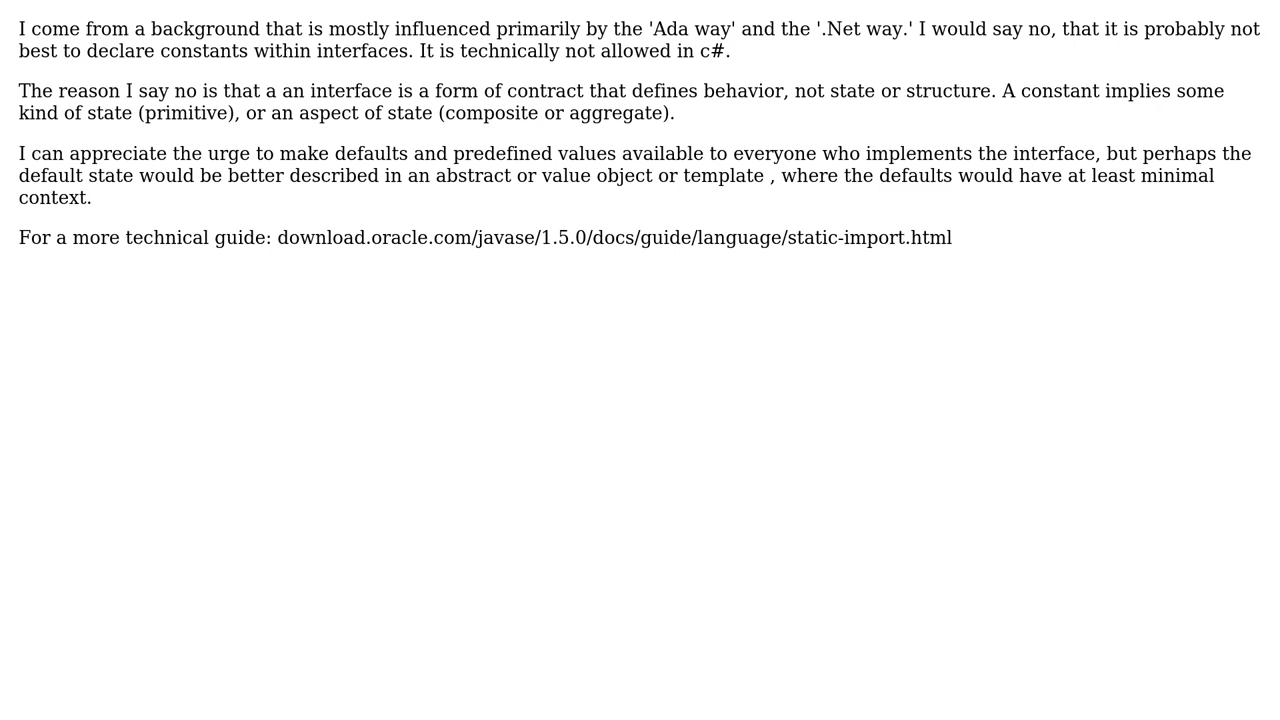 I come from a background that is mostly influenced primarily by the 'Ada way' and the '.Net way.' I would say no, that it is probably not
best to declare constants within interfaces. It is technically not allowed in c#.
The reason I say no is that a an interface is a form of contract that defines behavior, not state or structure. A constant implies some
kind of state (primitive), or an aspect of state (composite or aggregate).
I can appreciate the urge to make defaults and predefined values available to everyone who implements the interface, but perhaps the
default state would be better described in an abstract or value object or template , where the defaults would have at least minimal
context.
For a more technical guide: download.oracle.com/javase/1.5.0/docs/guide/language/static-import.html